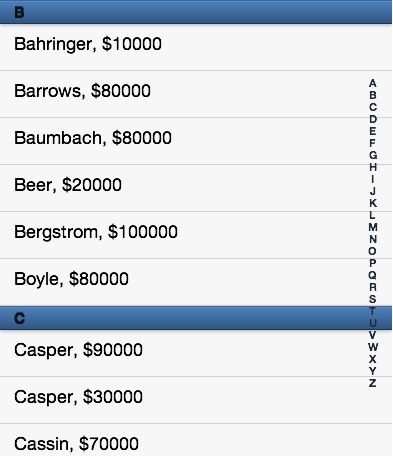 B
Bahringer, $10000
Barrows, $80000
Baumbach, $80000
Beer, $20000
Bergstrom, $100000
Boyle, $80000
C
Casper, $90000
Casper, $30000
Cassin, $70000
A
B
C
D
E
F
G
H
I
J
K
L
M
N
O
P
Q
R
S
T
U
V
W
X
Y
Z